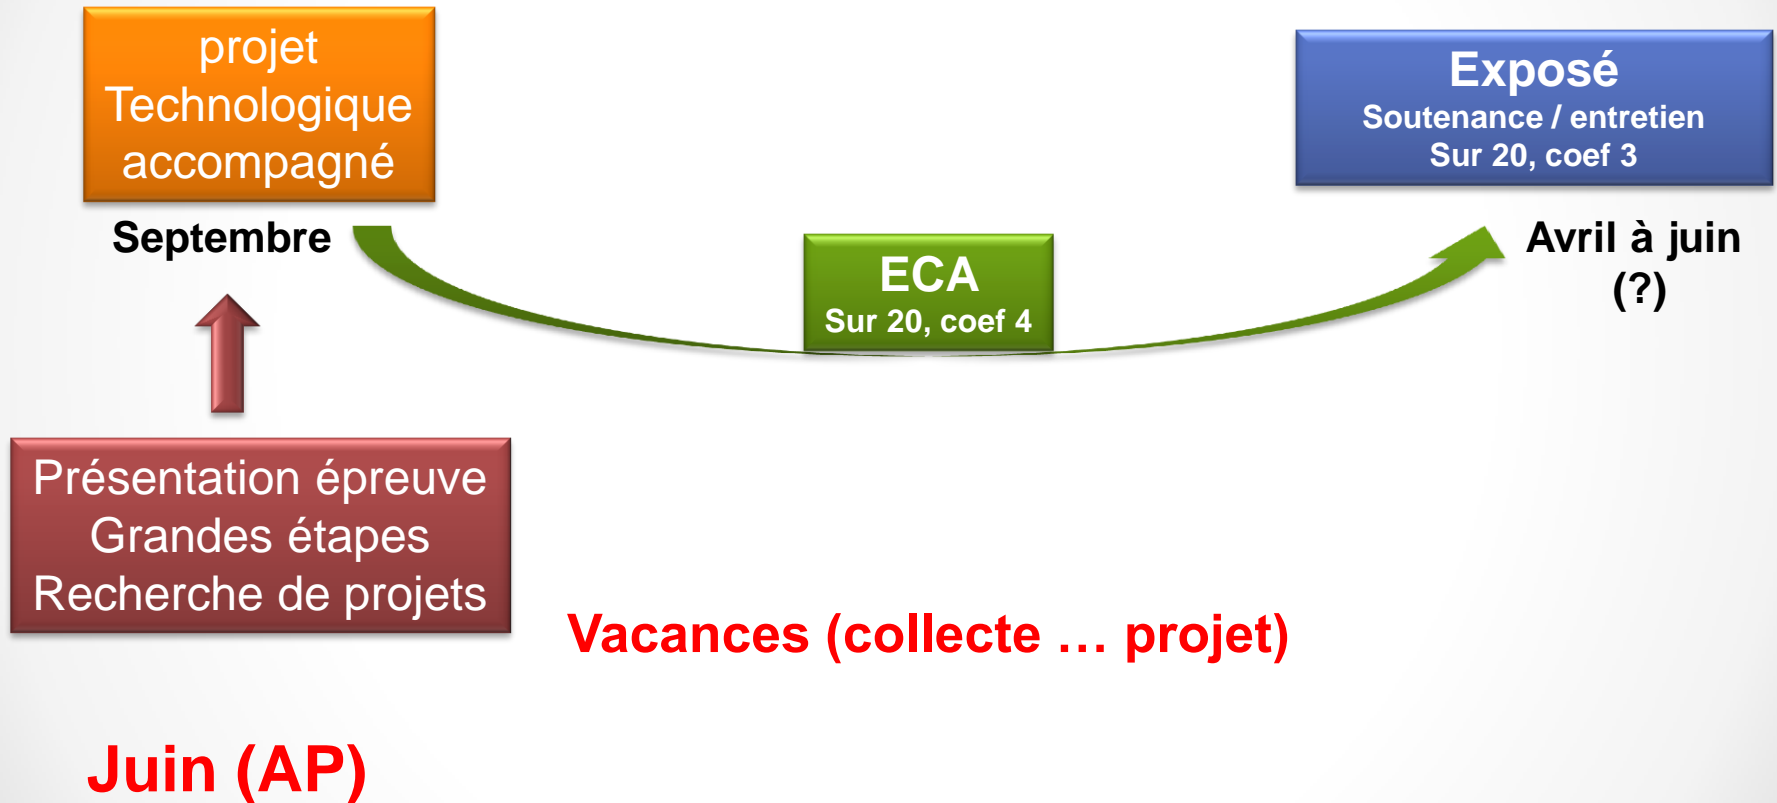 projet
Technologique
accompagné
Exposé
Soutenance / entretien
Sur 20, coef 3
Septembre
ECA
Sur 20, coef 4
Avril à juin
(?)
Présentation épreuve
Grandes étapes
Recherche de projets
Vacances (collecte … projet)
Juin (AP)